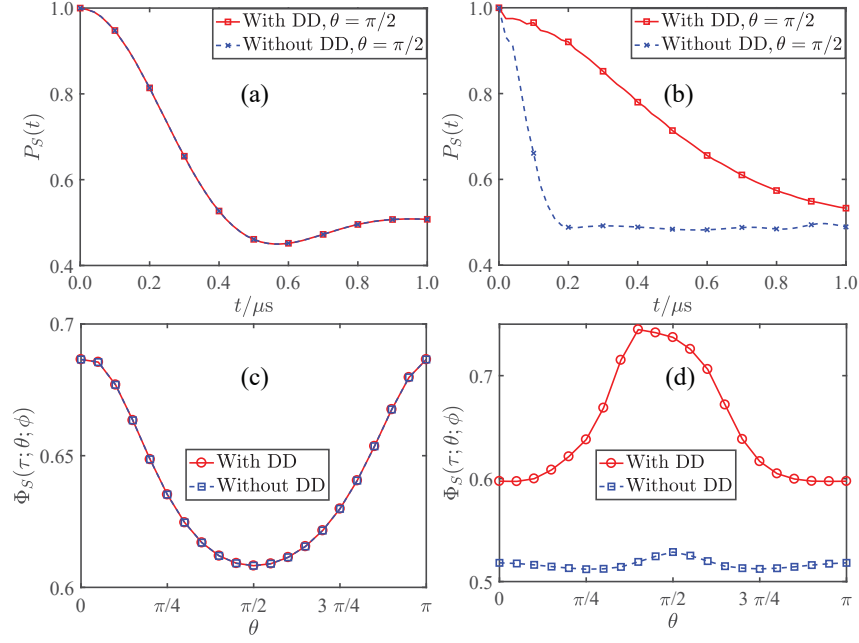 With DD, θ = π/2
Without DD, θ = π/2
(a)
P_S(t)
1.0
0.8
0.6
0.4
0.0
0.2
0.4
0.6
0.8
1.0
t/μs
With DD, θ = π/2
Without DD, θ = π/2
(b)
P_S(t)
1.0
0.8
0.6
0.4
0.0
0.2
0.4
0.6
0.8
1.0
t/μs
(c)
Φ_S(τ; θ; ϕ)
0.7
0.65
0.6
With DD
Without DD
0
π/4
π/2
3 π/4
π
θ
(d)
Φ_S(τ; θ; ϕ)
0.7
0.6
0.5
With DD
Without DD
0
π/4
π/2
3 π/4
π
θ